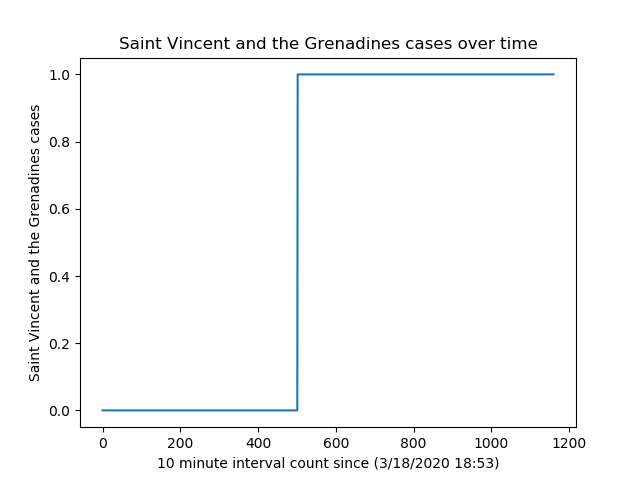 Saint Vincent and the Grenadines cases over time
Saint Vincent and the Grenadines cases
1.0
0.8
0.6
0.4
0.2
0.0
0 200 400 600 800 1000 1200
10 minute interval count since (3/18/2020 18:53)